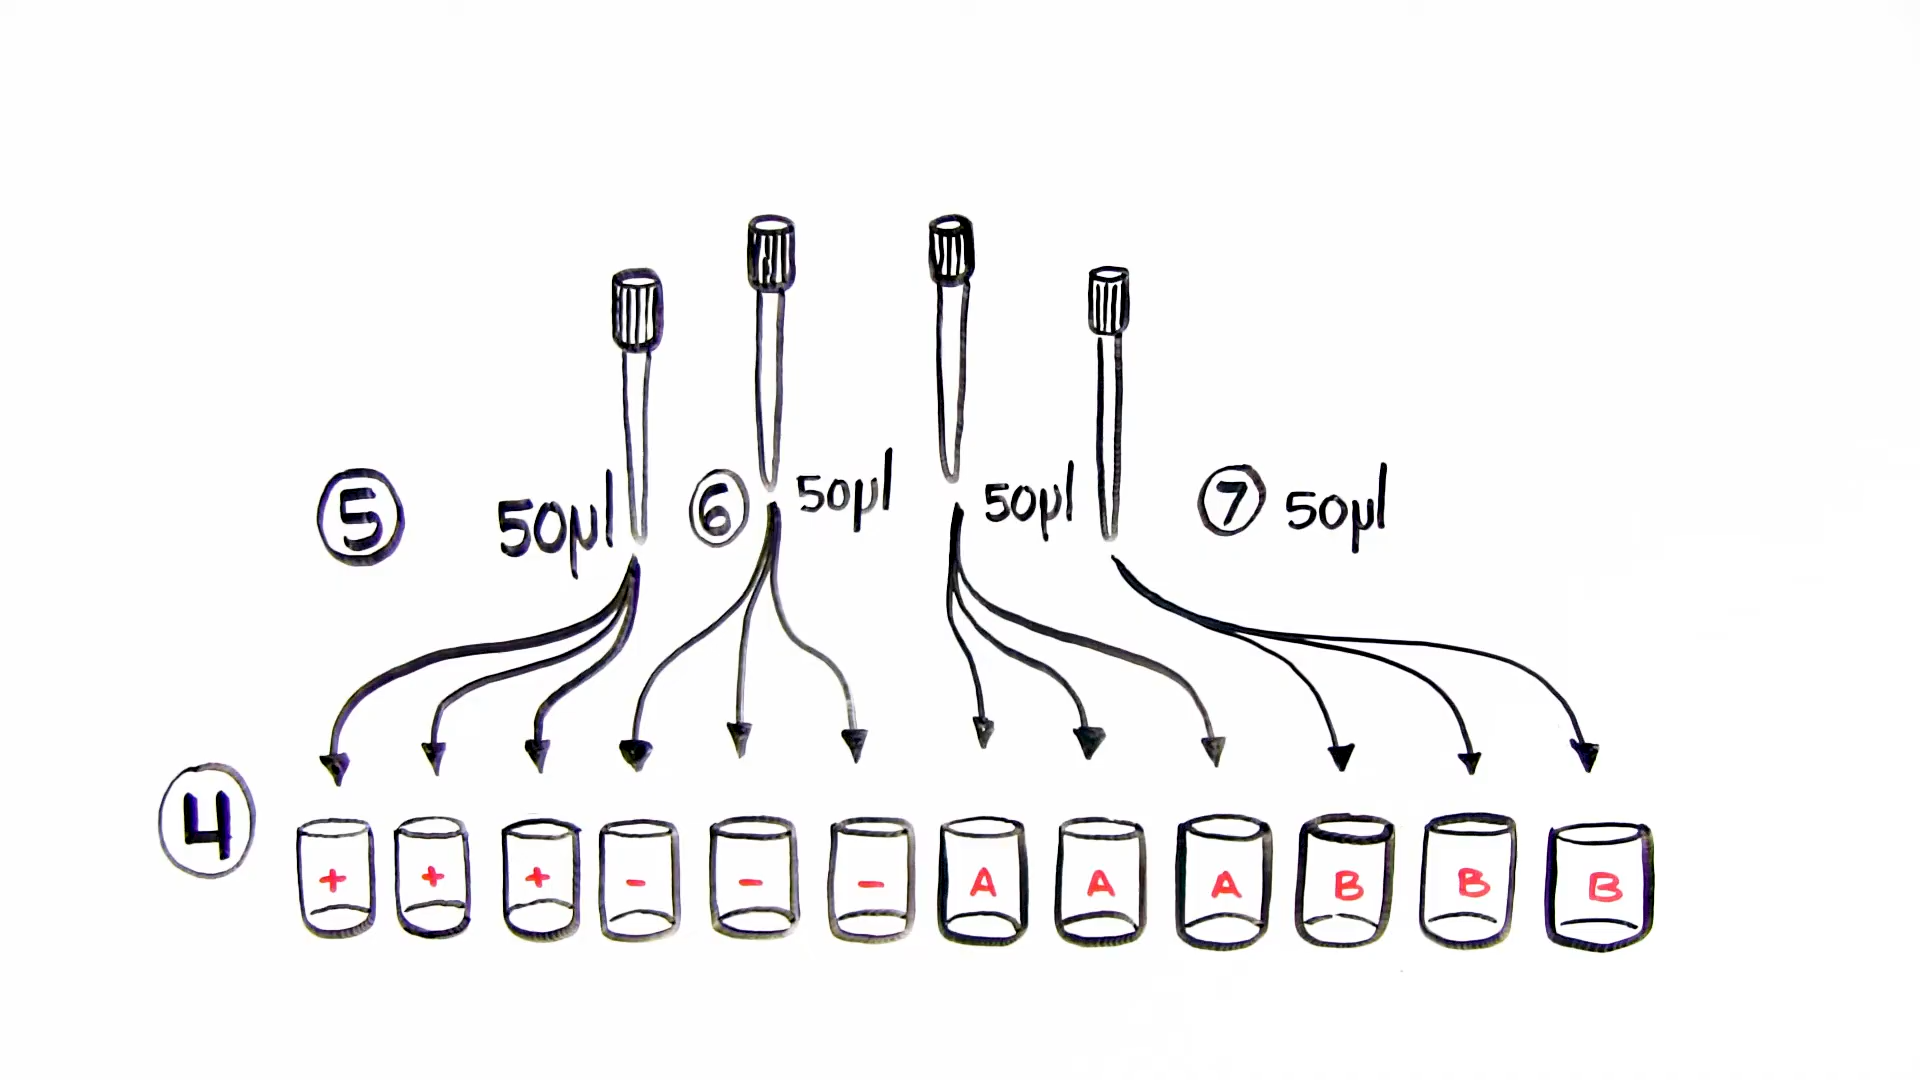 5 50µl 6 50µl 50µl 7 50µl
4 + + + - - - A A A B B B